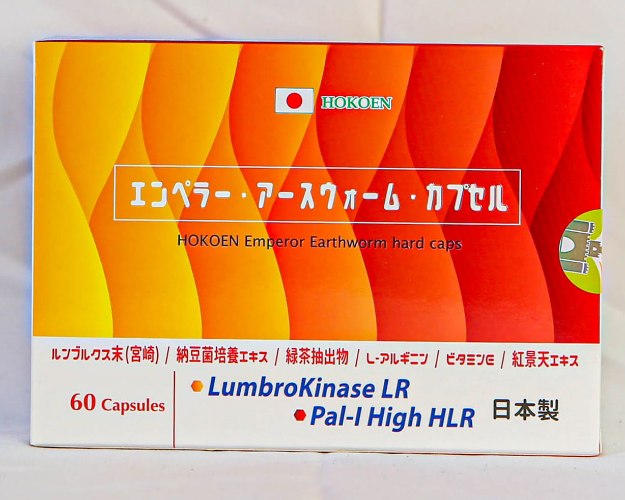 HOKOEN
エンペラー・アースウォーム・カプセル
HOKOEN Emperor Earthworm hard caps
ルンブルクス末(宮崎) / 納豆菌培養エキス / 緑茶抽出物 / L-アルギニン / ビタミンE / 紅景天エキス
60 Capsules
LumbroKinase LR
Pal-I High HLR
日本製